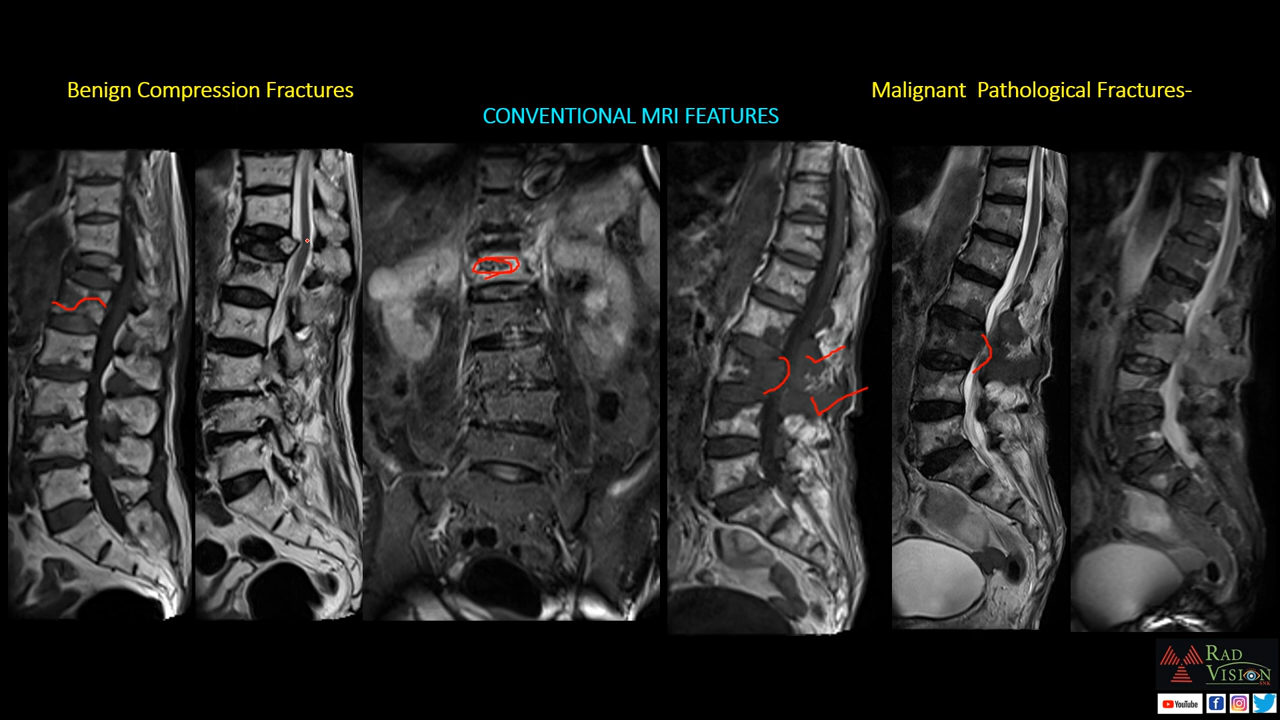 Benign Compression Fractures
Malignant  Pathological Fractures-
CONVENTIONAL MRI FEATURES
RAD
VISION
YouTube